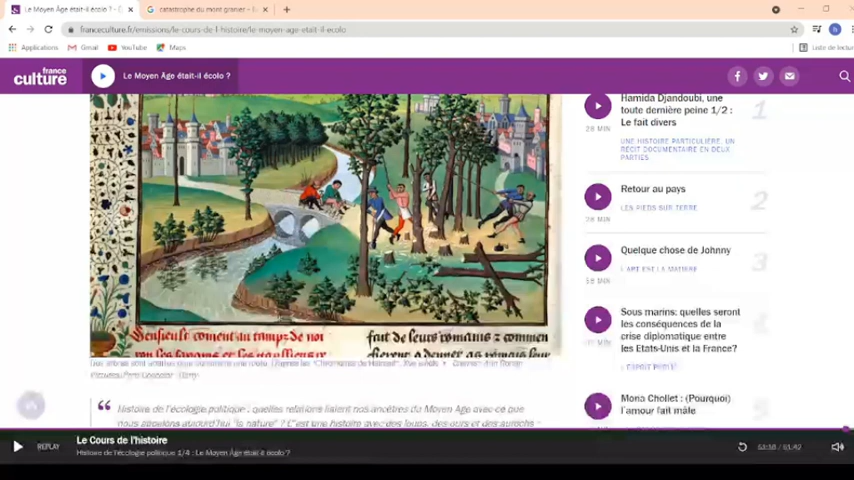 Le Moyen Âge était-il écolo ? - D
catastrophe du mont granier -
franceculture.fr/emissions/le-cours-de-l-histoire/le-moyen-age-etait-il-ecolo
Applications
Gmail
YouTube
Maps
Liste de lectur
france
culture
Le Moyen Âge était-il écolo ?
Hamida Djandoubi, une
toute dernière peine 1/2 :
Le fait divers
28 MIN
UNE HISTOIRE PARTICULIÈRE, UN
RÉCIT DOCUMENTAIRE EN DEUX
PARTIES
1
Retour au pays
28 MIN
LES PIEDS SUR TERRE
2
Quelque chose de Johnny
58 MIN
L'ART EST LA MATIÈRE
3
Sous marins: quelles seront
les conséquences de la
crise diplomatique entre
les Etats-Unis et la France?
L'ESPRIT PUBLIC
Mona Chollet : (Pourquoi)
l'amour fait mâle
5
fait de leurs romains
Histoire de l'écologie politique : quelles relations liaient nos ancêtres du Moyen Age avec ce que
nous appelons aujourd'hui "la nature" ? C'est une histoire avec des loups, des ours et des aurochs
REPLAY
Le Cours de l'histoire
Histoire de l'écologie politique 1/4 : Le Moyen Âge était-il écolo ?